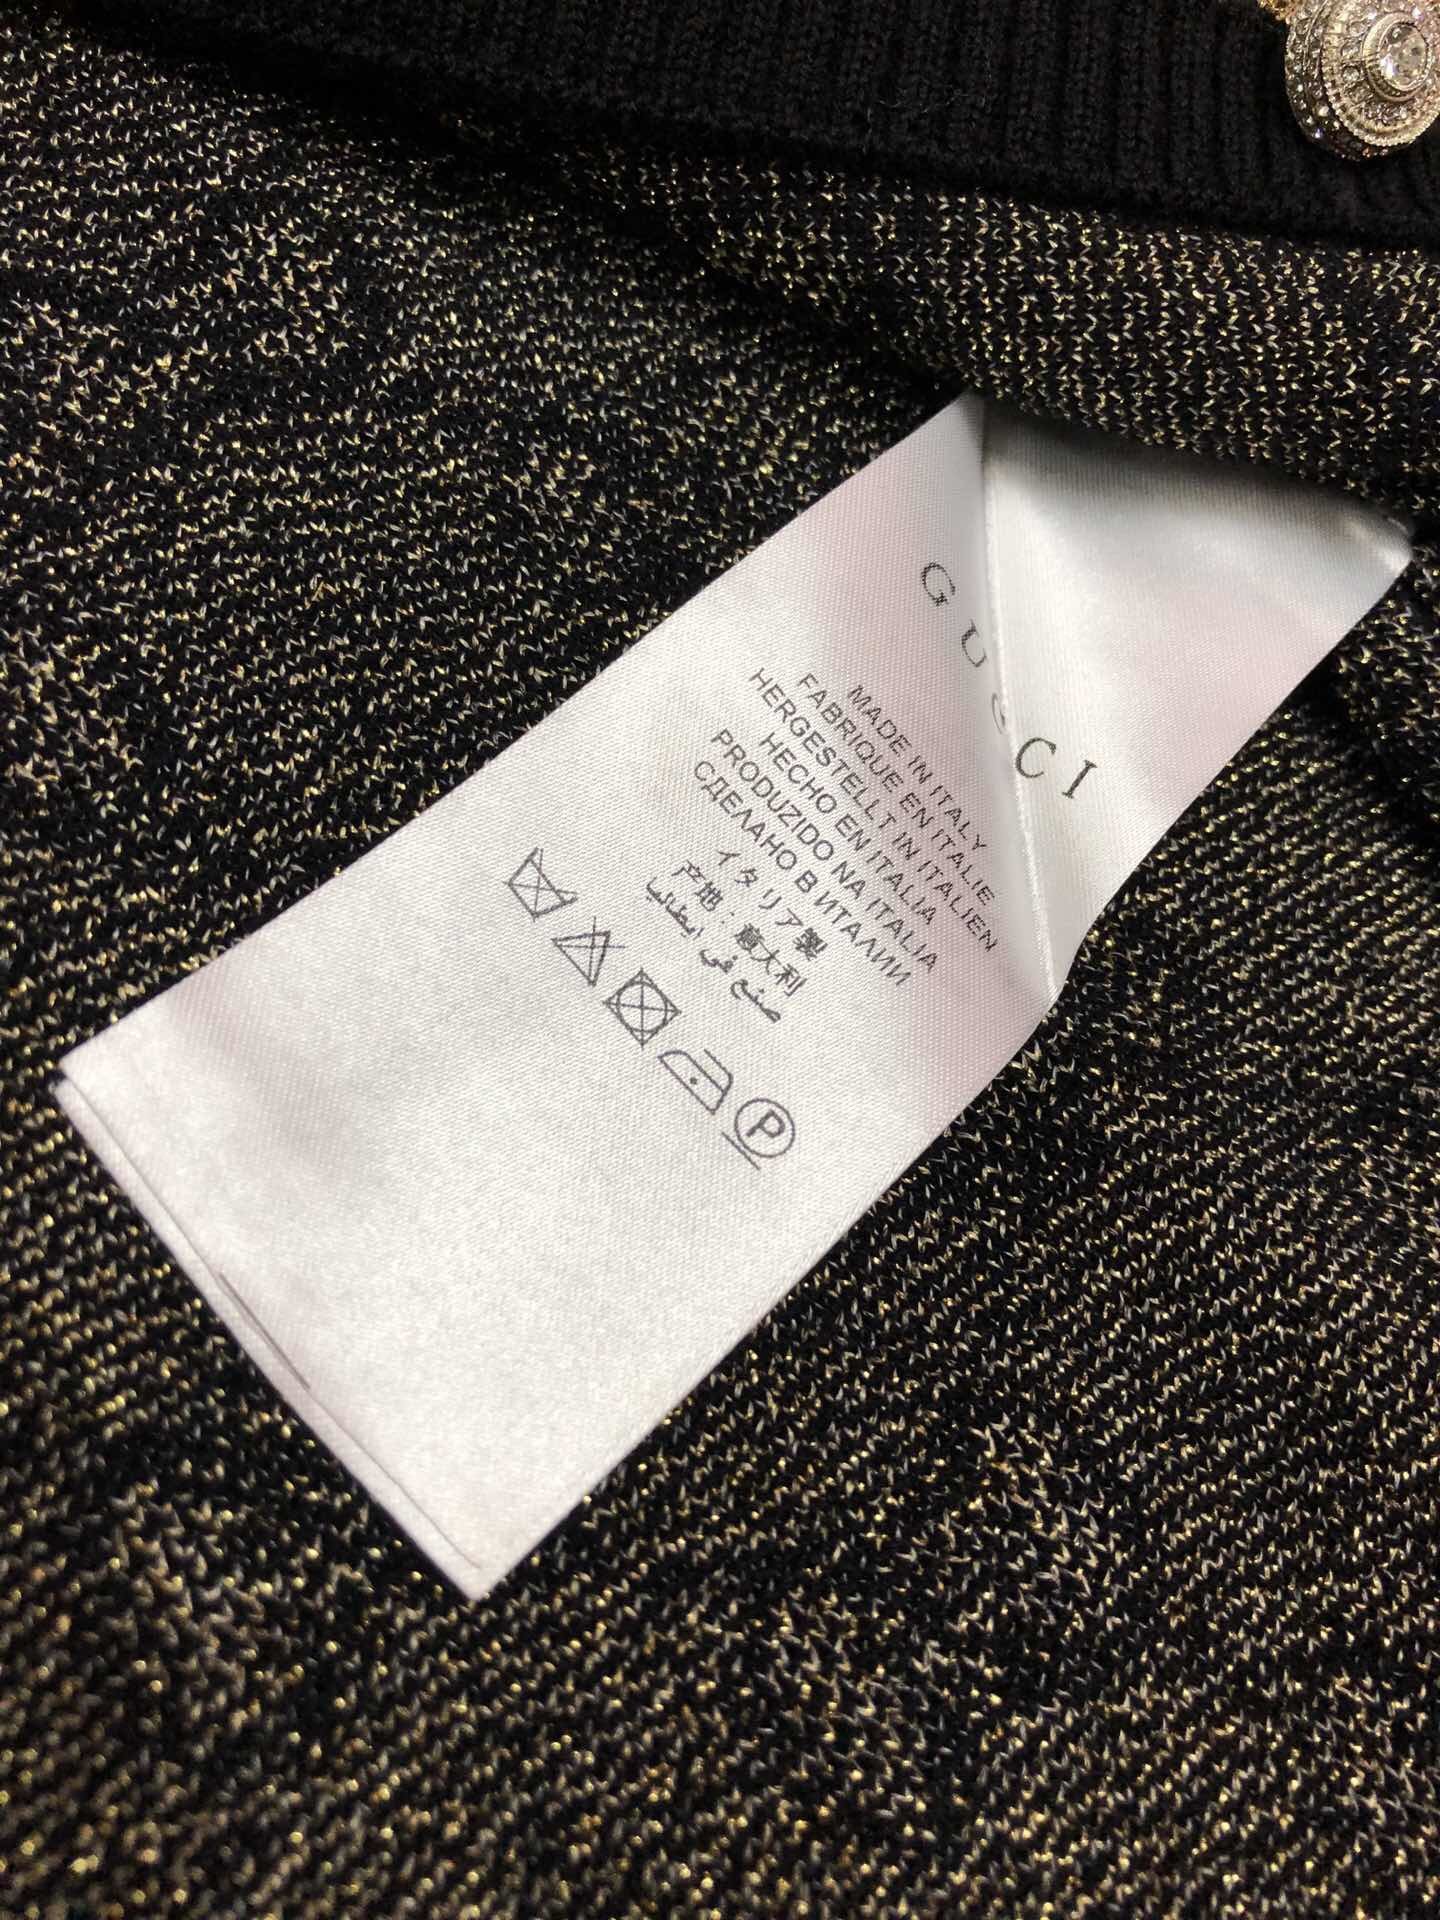 GUCCI
MADE IN ITALY
FABRIQUE EN ITALIE
HERGESTELLT IN ITALIEN
HECHO EN ITALIA
PRODUZIDO NA ITALIA
СДЕЛАНО В ИТАЛИИ
イタリア製
产地：意大利
صنع في ايطاليا
P